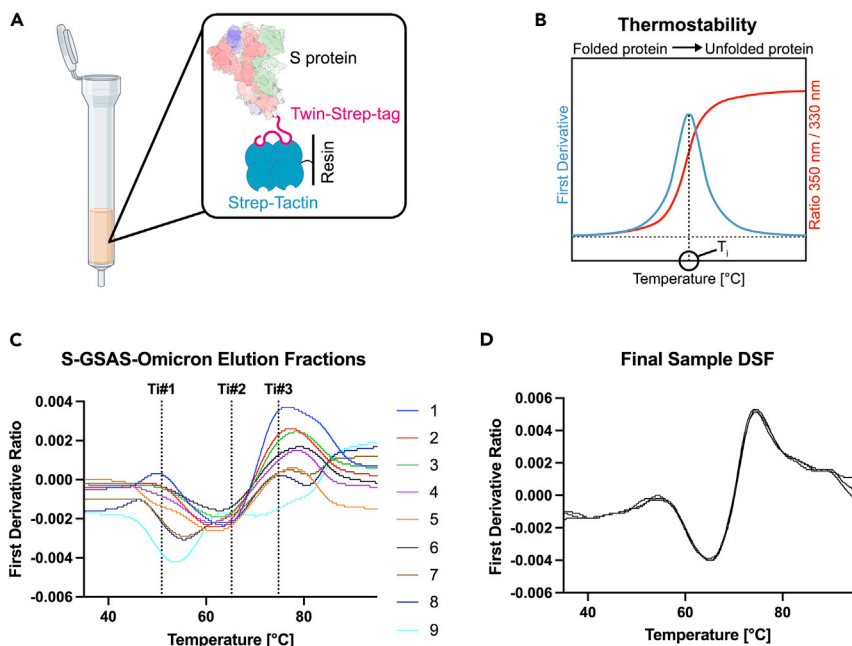 A
S protein
Twin-Strep-tag
Resin
Strep-Tactin
B
Thermostability
Folded protein → Unfolded protein
First Derivative
Ratio 350 nm / 330 nm
Ti
Temperature [°C]
C
S-GSAS-Omicron Elution Fractions
Ti#1 Ti#2 Ti#3
First Derivative Ratio
0.004
0.002
0.000
-0.002
-0.004
-0.006
40 60 80
Temperature [°C]
1
2
3
4
5
6
7
8
9
D
Final Sample DSF
First Derivative Ratio
0.006
0.004
0.002
0.000
-0.002
-0.004
-0.006
40 60 80
Temperature [°C]